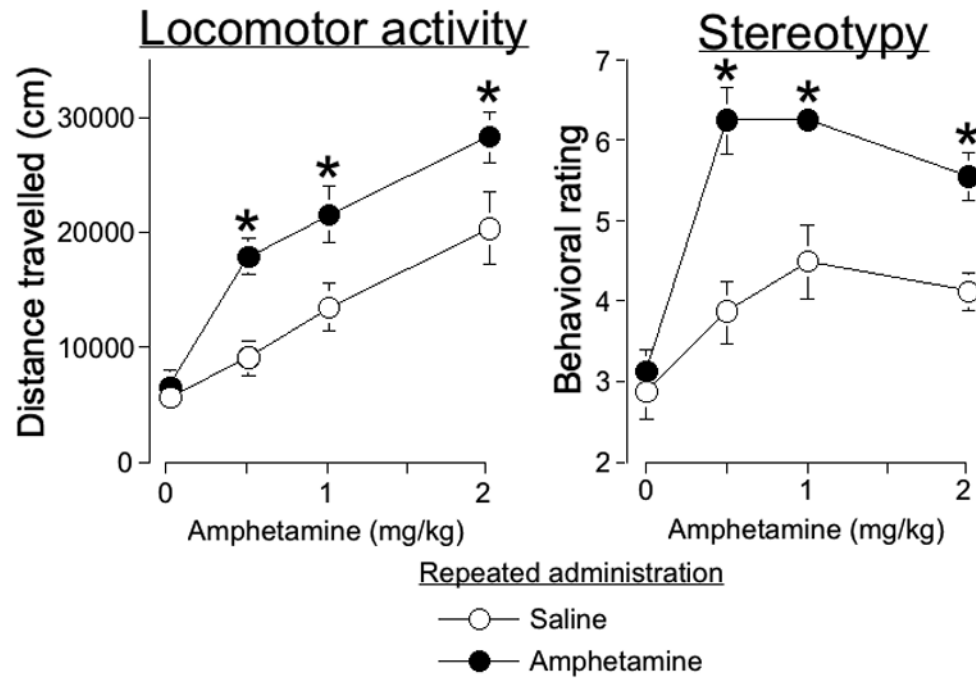 Locomotor activity
Distance travelled (cm)
30000
20000
10000
0
*
*
*
0 1 2
Amphetamine (mg/kg)
Stereotypy
Behavioral rating
7
6
5
4
3
2
*
*
*
0 1 2
Amphetamine (mg/kg)
Repeated administration
Saline
Amphetamine